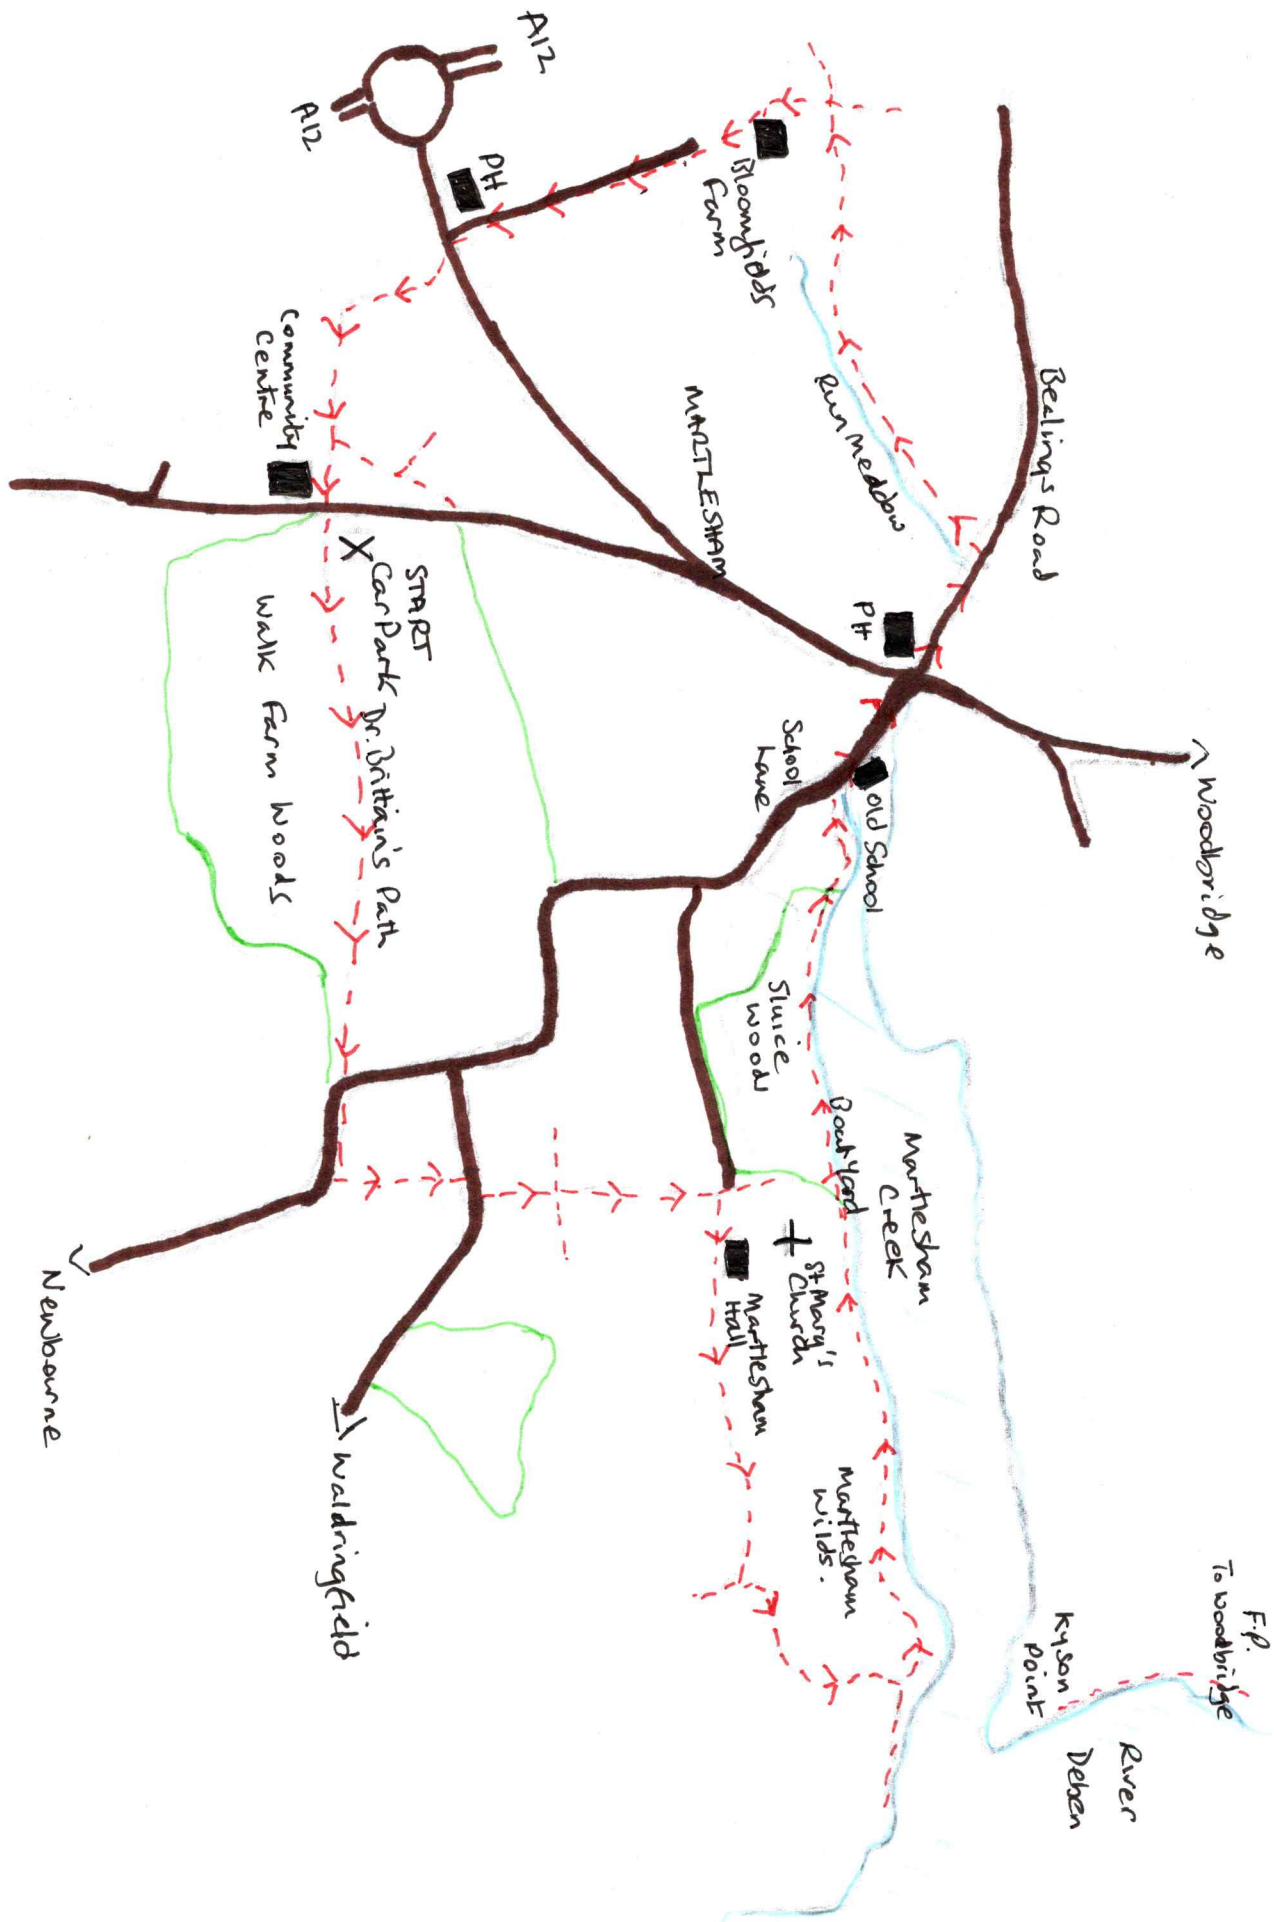 A12
A12
PH
Bloomfields
Farm
Community
Centre
Run Meadow
Bealings Road
MARTLESHAM
PH
X
START
Car Park
Dr. Brittain's Path
Walk Farm Woods
School
Lane
Old School
Woodbridge
Sluice
Woods
Boat Yard
Martlesham
Creek
St Mary's
Church
Martlesham
Hall
Martlesham
Wilds.
Newbourne
Waldringfield
Kyson
Point
F.P.
To Woodbridge
River
Deben